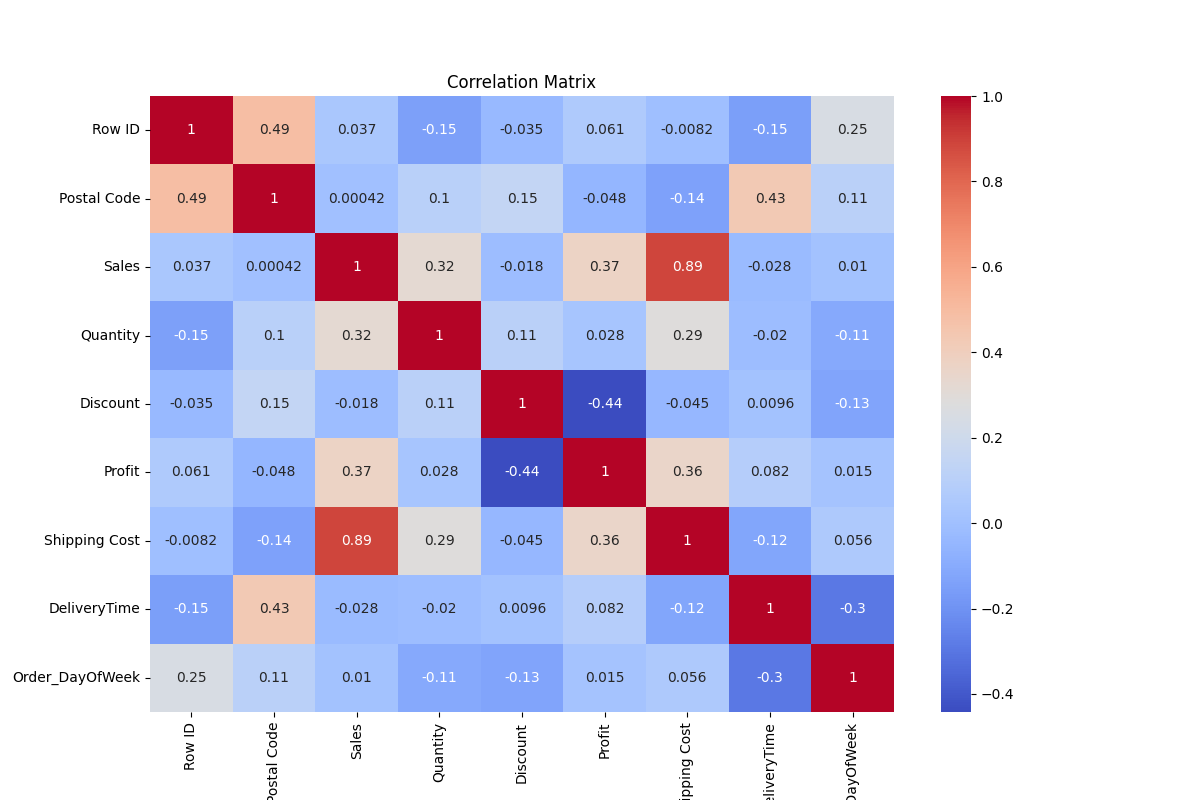 Correlation Matrix
Row ID 1 0.49 0.037 -0.15 -0.035 0.061 -0.0082 -0.15 0.25
Postal Code 0.49 1 0.00042 0.1 0.15 -0.048 -0.14 0.43 0.11
Sales 0.037 0.00042 1 0.32 -0.018 0.37 0.89 -0.028 0.01
Quantity -0.15 0.1 0.32 1 0.11 0.028 0.29 -0.02 -0.11
Discount -0.035 0.15 -0.018 0.11 1 -0.44 -0.045 0.0096 -0.13
Profit 0.061 -0.048 0.37 0.028 -0.44 1 0.36 0.082 0.015
Shipping Cost -0.0082 -0.14 0.89 0.29 -0.045 0.36 1 -0.12 0.056
DeliveryTime -0.15 0.43 -0.028 -0.02 0.0096 0.082 -0.12 1 -0.3
Order_DayOfWeek 0.25 0.11 0.01 -0.11 -0.13 0.015 0.056 -0.3 1
Row ID
Postal Code
Sales
Quantity
Discount
Profit
ipping Cost
eliveryTime
DayOfWeek
1.0
0.8
0.6
0.4
0.2
0.0
−0.2
−0.4